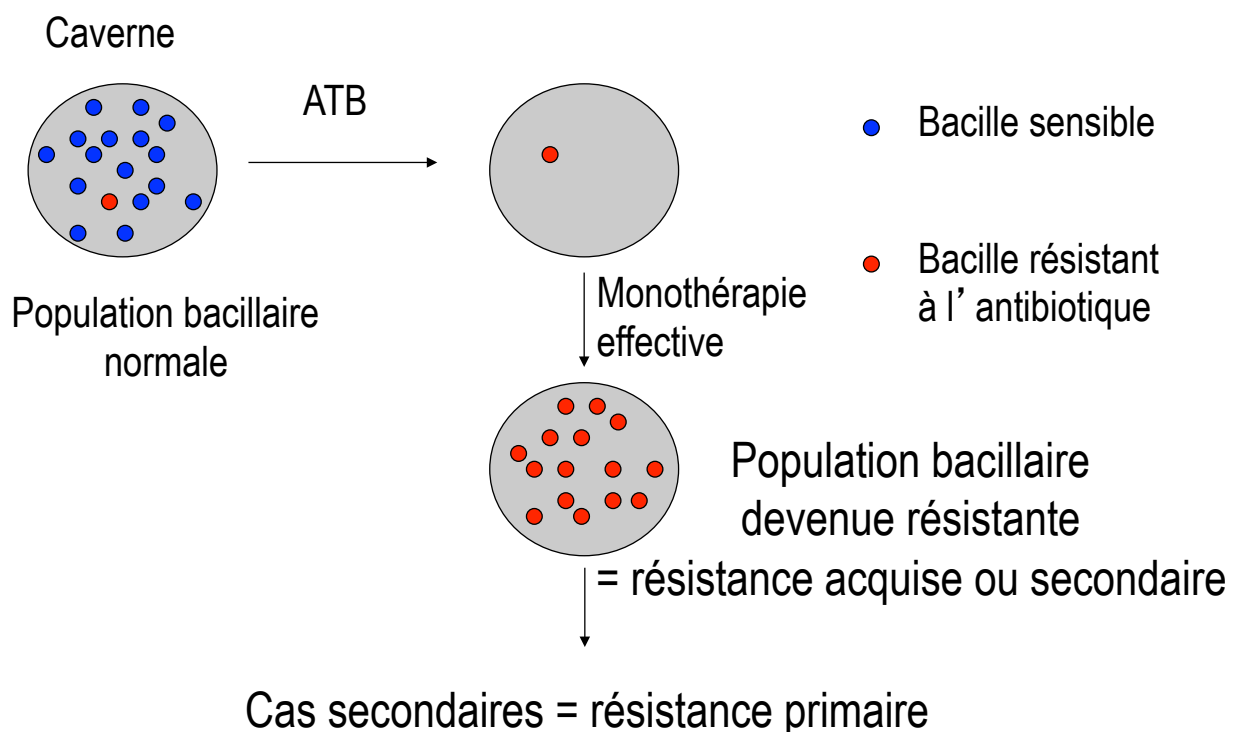 Caverne
ATB
Bacille sensible
Bacille résistant
à l’ antibiotique
Population bacillaire
normale
Monothérapie
effective
Population bacillaire
devenue résistante
= résistance acquise ou secondaire
Cas secondaires = résistance primaire